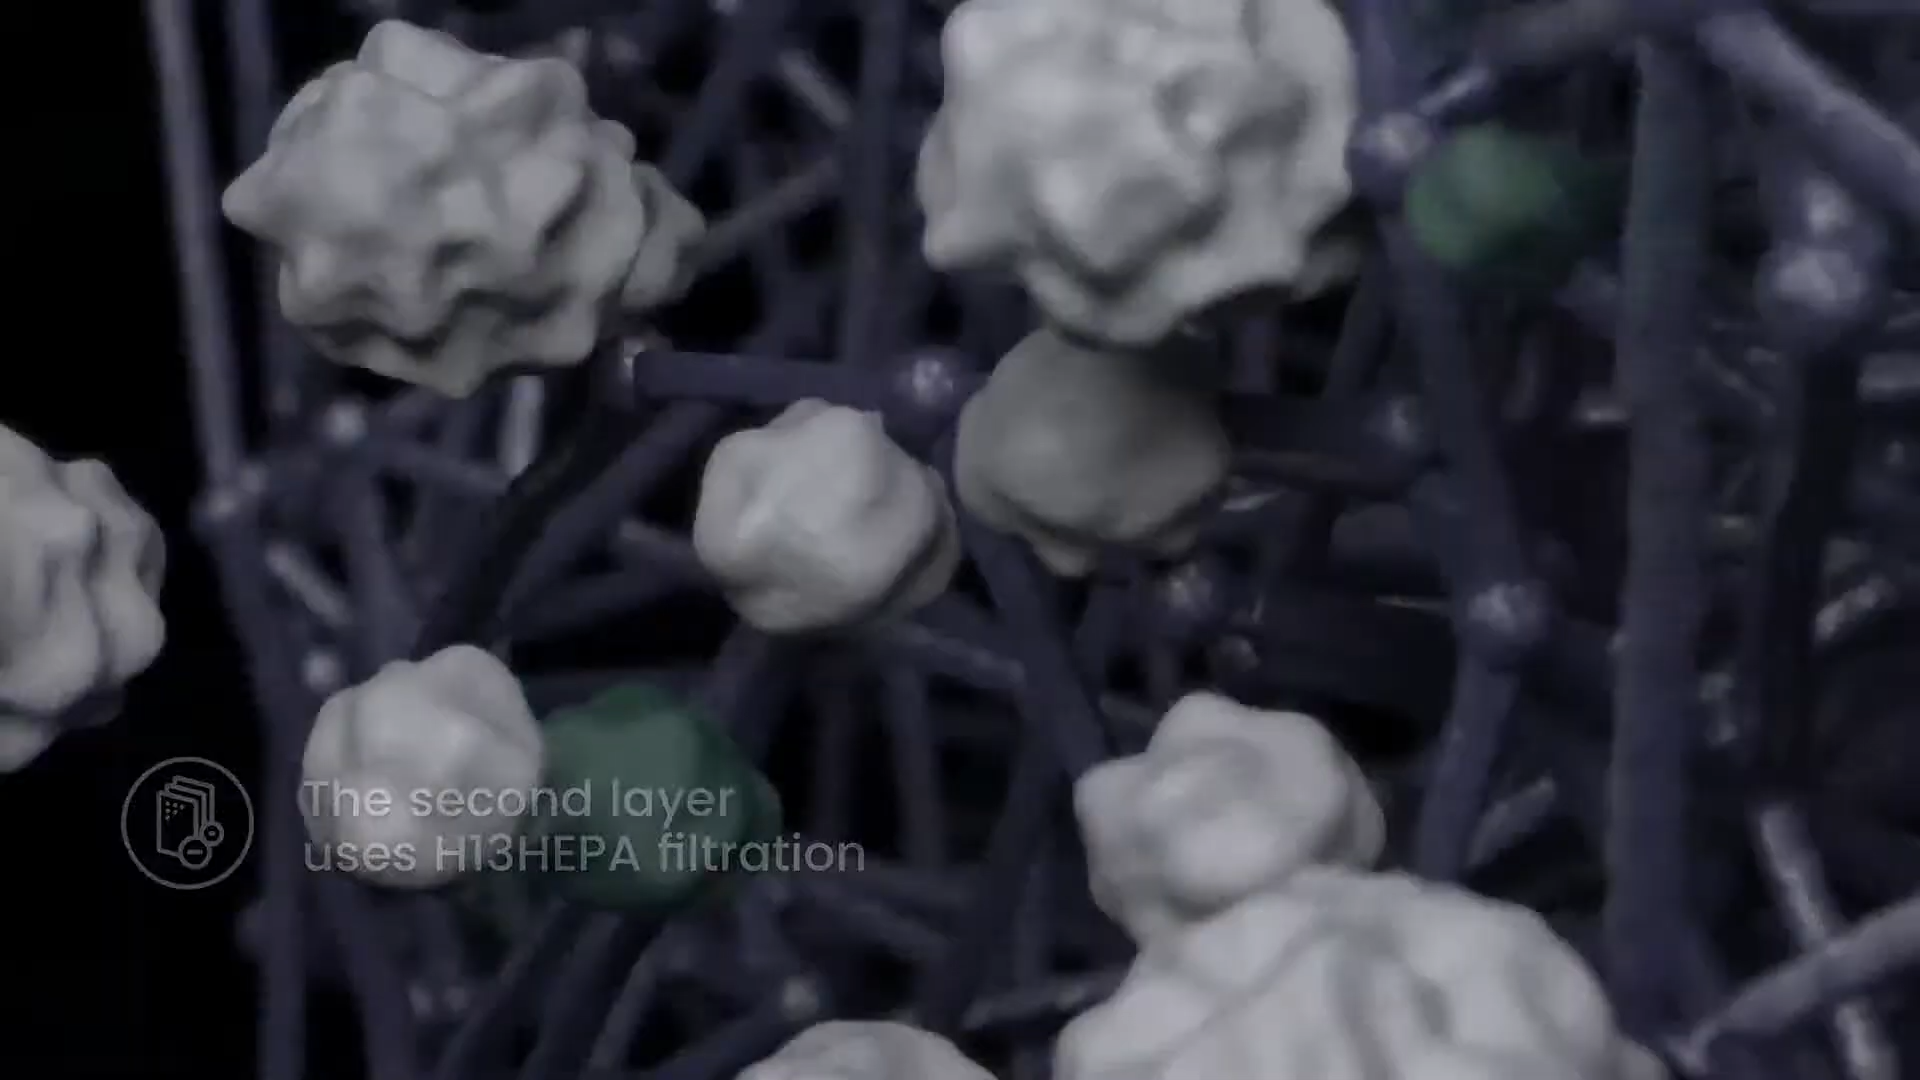 The second layer
uses H13HEPA filtration